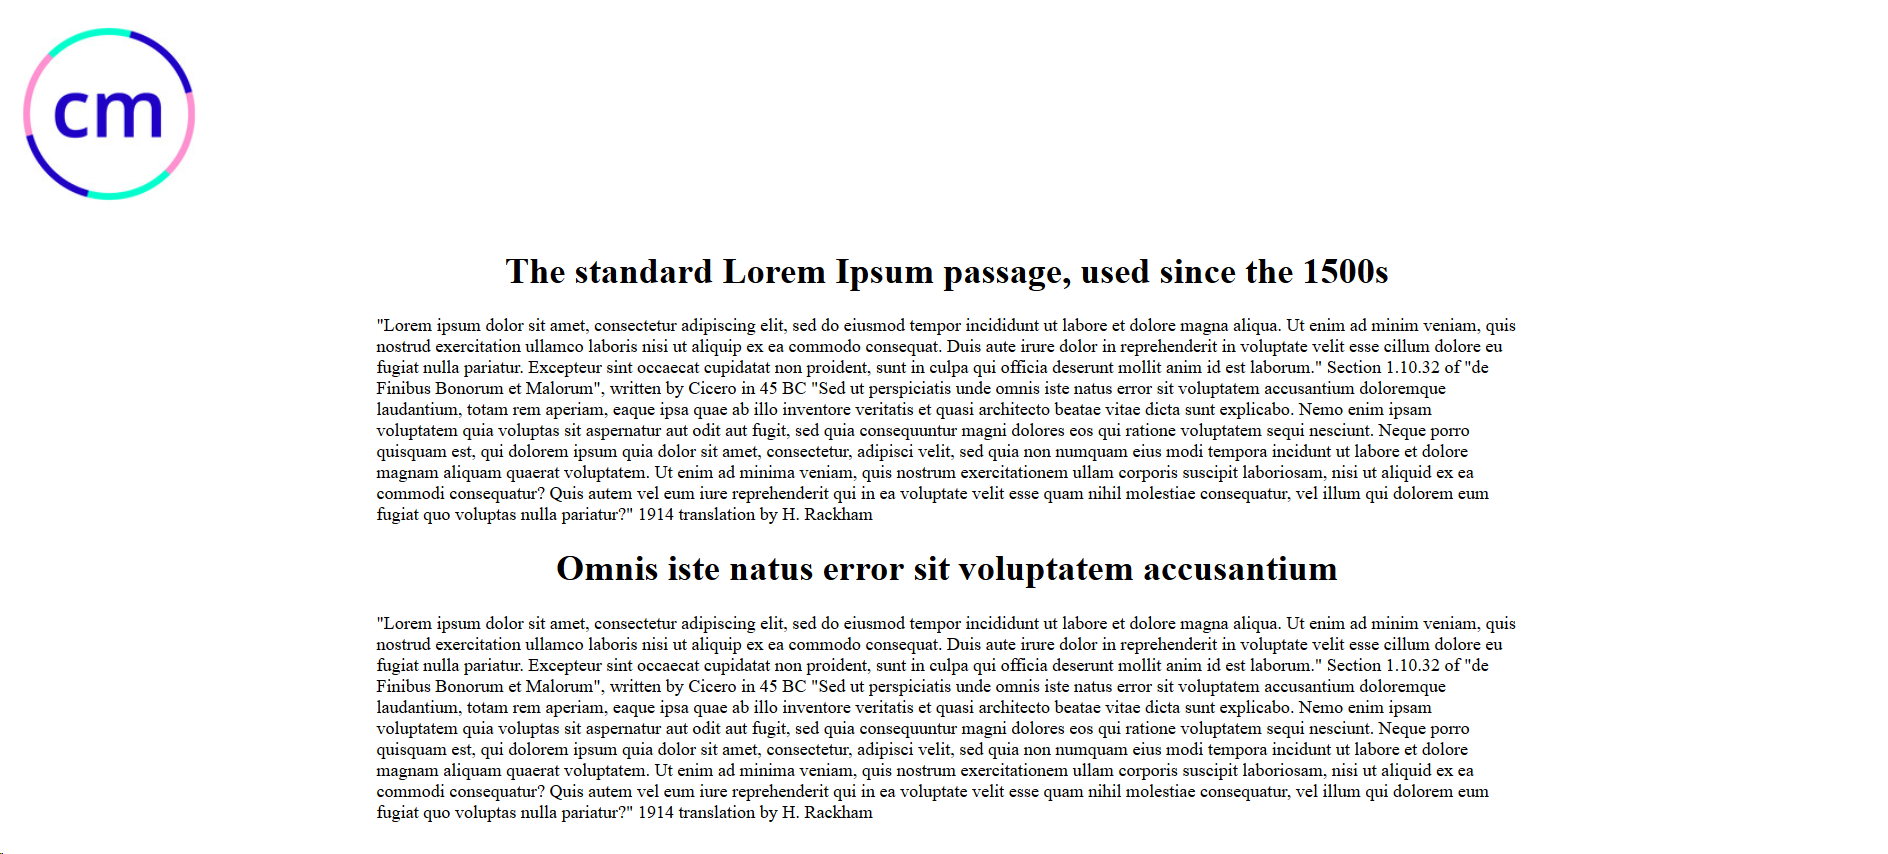 cm
The standard Lorem Ipsum passage, used since the 1500s
"Lorem ipsum dolor sit amet, consectetur adipiscing elit, sed do eiusmod tempor incididunt ut labore et dolore magna aliqua. Ut enim ad minim veniam, quis
nostrud exercitation ullamco laboris nisi ut aliquip ex ea commodo consequat. Duis aute irure dolor in reprehenderit in voluptate velit esse cillum dolore eu
fugiat nulla pariatur. Excepteur sint occaecat cupidatat non proident, sunt in culpa qui officia deserunt mollit anim id est laborum." Section 1.10.32 of "de
Finibus Bonorum et Malorum", written by Cicero in 45 BC "Sed ut perspiciatis unde omnis iste natus error sit voluptatem accusantium doloremque
laudantium, totam rem aperiam, eaque ipsa quae ab illo inventore veritatis et quasi architecto beatae vitae dicta sunt explicabo. Nemo enim ipsam
voluptatem quia voluptas sit aspernatur aut odit aut fugit, sed quia consequuntur magni dolores eos qui ratione voluptatem sequi nesciunt. Neque porro
quisquam est, qui dolorem ipsum quia dolor sit amet, consectetur, adipisci velit, sed quia non numquam eius modi tempora incidunt ut labore et dolore
magnam aliquam quaerat voluptatem. Ut enim ad minima veniam, quis nostrum exercitationem ullam corporis suscipit laboriosam, nisi ut aliquid ex ea
commodi consequatur? Quis autem vel eum iure reprehenderit qui in ea voluptate velit esse quam nihil molestiae consequatur, vel illum qui dolorem eum
fugiat quo voluptas nulla pariatur?" 1914 translation by H. Rackham
Omnis iste natus error sit voluptatem accusantium
"Lorem ipsum dolor sit amet, consectetur adipiscing elit, sed do eiusmod tempor incididunt ut labore et dolore magna aliqua. Ut enim ad minim veniam, quis
nostrud exercitation ullamco laboris nisi ut aliquip ex ea commodo consequat. Duis aute irure dolor in reprehenderit in voluptate velit esse cillum dolore eu
fugiat nulla pariatur. Excepteur sint occaecat cupidatat non proident, sunt in culpa qui officia deserunt mollit anim id est laborum." Section 1.10.32 of "de
Finibus Bonorum et Malorum", written by Cicero in 45 BC "Sed ut perspiciatis unde omnis iste natus error sit voluptatem accusantium doloremque
laudantium, totam rem aperiam, eaque ipsa quae ab illo inventore veritatis et quasi architecto beatae vitae dicta sunt explicabo. Nemo enim ipsam
voluptatem quia voluptas sit aspernatur aut odit aut fugit, sed quia consequuntur magni dolores eos qui ratione voluptatem sequi nesciunt. Neque porro
quisquam est, qui dolorem ipsum quia dolor sit amet, consectetur, adipisci velit, sed quia non numquam eius modi tempora incidunt ut labore et dolore
magnam aliquam quaerat voluptatem. Ut enim ad minima veniam, quis nostrum exercitationem ullam corporis suscipit laboriosam, nisi ut aliquid ex ea
commodi consequatur? Quis autem vel eum iure reprehenderit qui in ea voluptate velit esse quam nihil molestiae consequatur, vel illum qui dolorem eum
fugiat quo voluptas nulla pariatur?" 1914 translation by H. Rackham